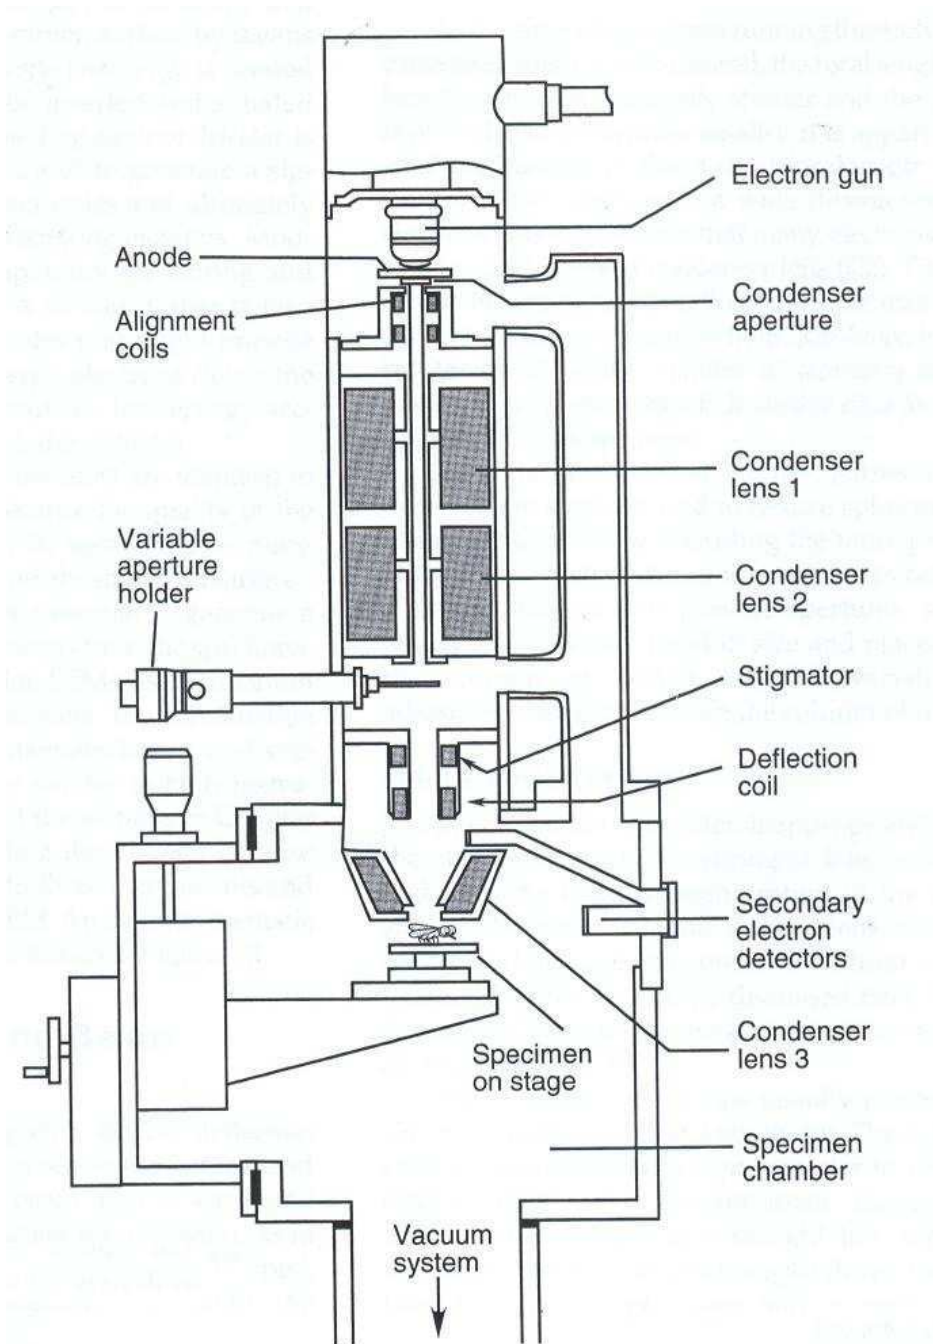 Electron gun
Anode
Condenser
aperture
Alignment
coils
Condenser
lens 1
Variable
aperture
holder
Condenser
lens 2
Stigmator
Deflection
coil
Secondary
electron
detectors
Condenser
lens 3
Specimen
on stage
Specimen
chamber
Vacuum
system